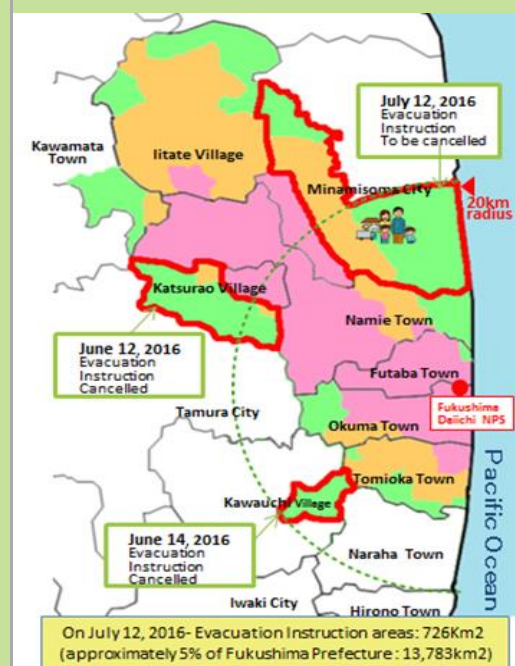 July 12, 2016
Evacuation
Instruction
To be cancelled
Kawamata
Town
Iitate Village
Minamisoma City
20km
radius
Katsurao Village
Namie Town
June 12, 2016
Evacuation
Instruction
Cancelled
Futaba Town
Fukushima
Daiichi NPS
Tamura City
Okuma Town
Tomioka Town
Kawauchi Village
Pacific Ocean
June 14, 2016
Evacuation
Instruction
Cancelled
Naraha Town
Iwaki City
Hirono Town
On July 12, 2016- Evacuation Instruction areas: 726Km2
(approximately 5% of Fukushima Prefecture : 13,783km2)